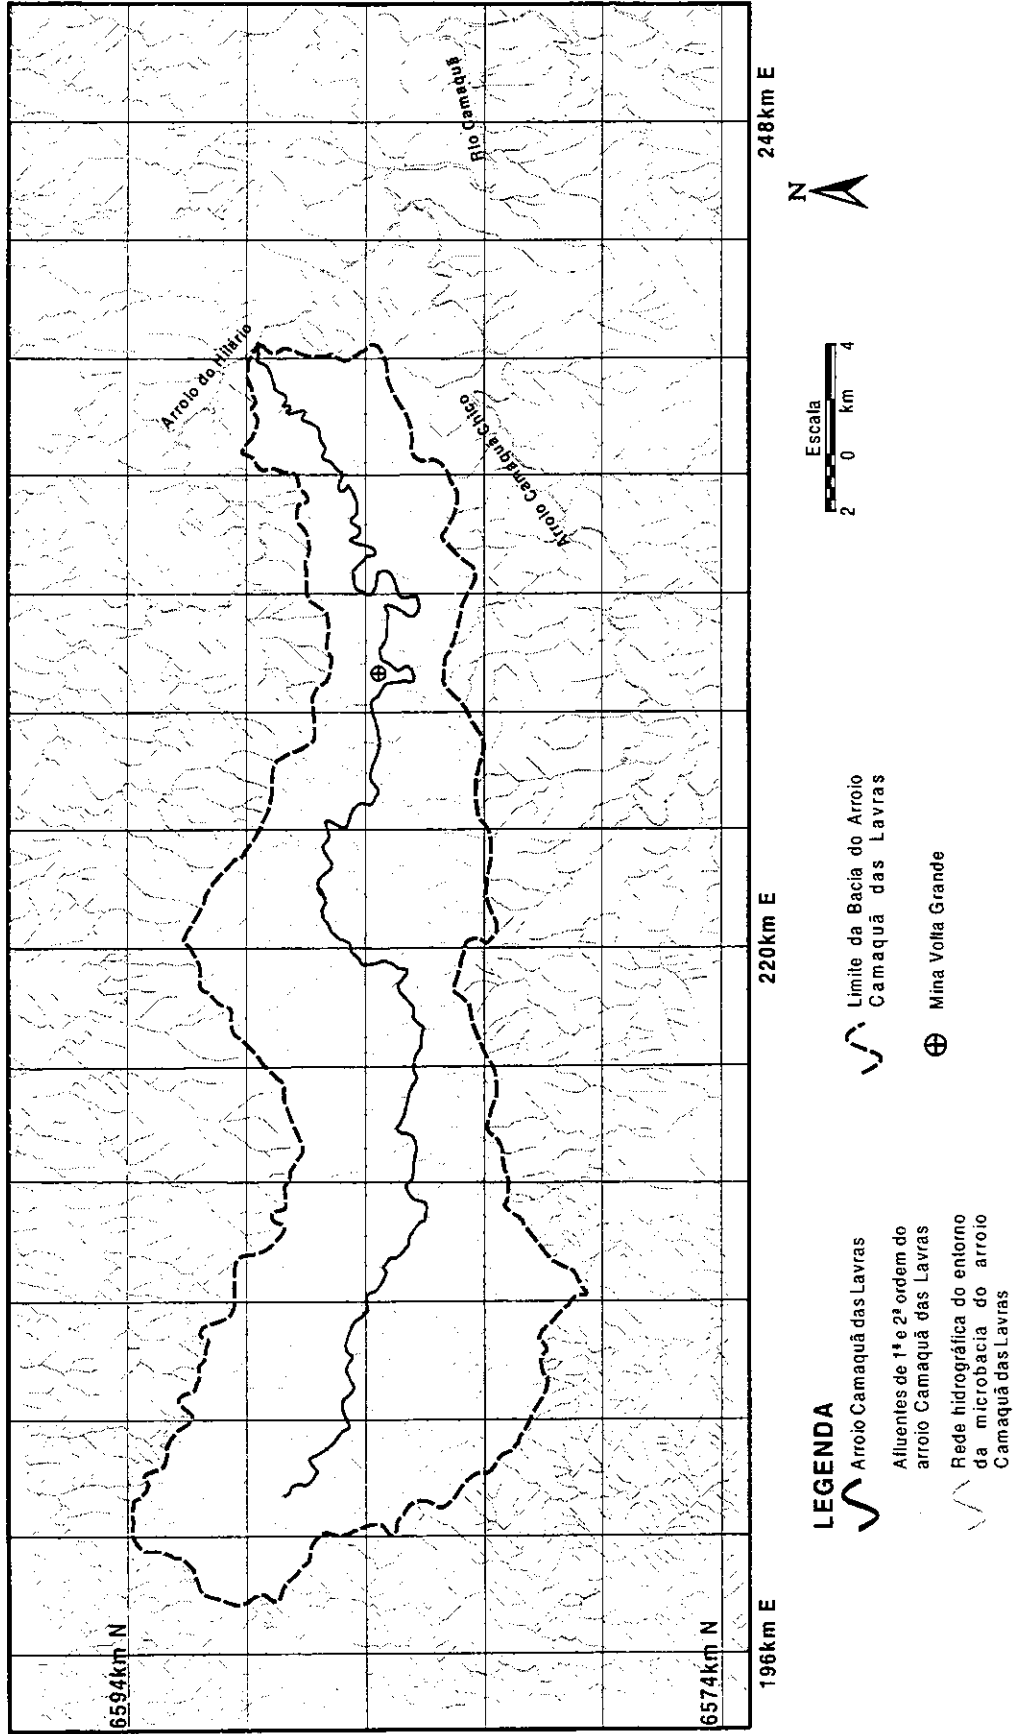 6594km N
6574km N
196km E
220km E
248km E
Arroio do Hilário
Rio Camaquã
Arroio Camaquã Chico
N
Escala
2 0 km 4
LEGENDA
Arroio Camaquã das Lavras
Afluentes de 1ª e 2ª ordem do
arroio Camaquã das Lavras
Rede hidrográfica do entorno
da microbacia do arroio
Camaquã das Lavras
Limite da Bacia do Arroio
Camaquã das Lavras
Mina Volta Grande